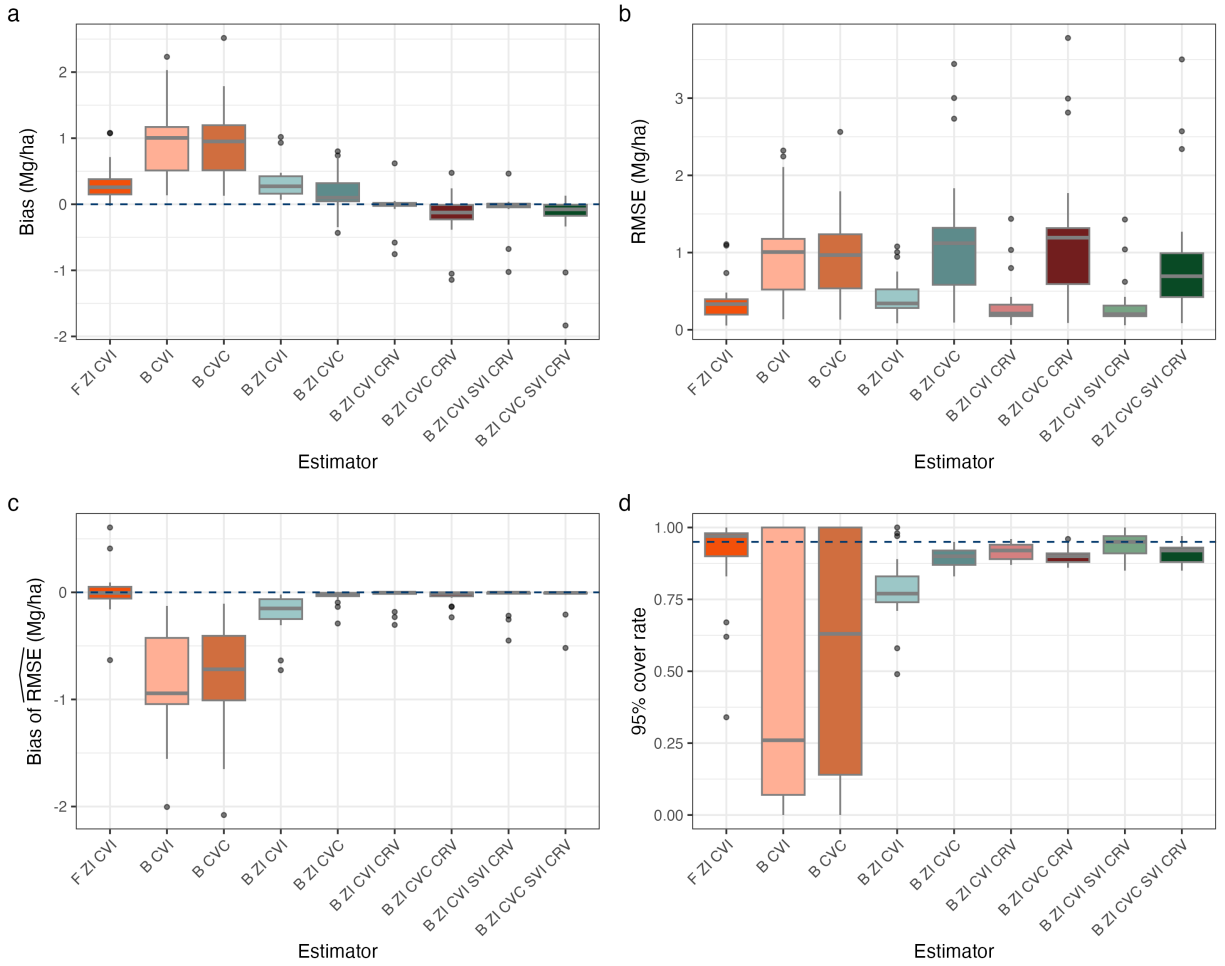 a
Bias (Mg/ha)
2
1
0
-1
-2
F ZI CVI
B CVI
B CVC
B ZI CVI
B ZI CVC
B ZI CVI CRV
B ZI CVC CRV
B ZI CVI SVI CRV
B ZI CVC SVI CRV
Estimator
b
RMSE (Mg/ha)
3
2
1
0
F ZI CVI
B CVI
B CVC
B ZI CVI
B ZI CVC
B ZI CVI CRV
B ZI CVC CRV
B ZI CVI SVI CRV
B ZI CVC SVI CRV
Estimator
c
Bias of RMSE (Mg/ha)
0
-1
-2
F ZI CVI
B CVI
B CVC
B ZI CVI
B ZI CVC
B ZI CVI CRV
B ZI CVC CRV
B ZI CVI SVI CRV
B ZI CVC SVI CRV
Estimator
d
95% cover rate
1.00
0.75
0.50
0.25
0.00
F ZI CVI
B CVI
B CVC
B ZI CVI
B ZI CVC
B ZI CVI CRV
B ZI CVC CRV
B ZI CVI SVI CRV
B ZI CVC SVI CRV
Estimator